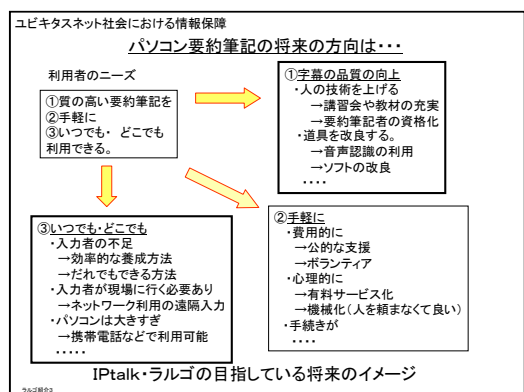 ユビキタスネット社会における情報保障
パソコン要約筆記の将来の方向は・・・
利用者のニーズ
①質の高い要約筆記を
②手軽に
③いつでも・ どこでも
利用できる。
①字幕の品質の向上
・人の技術を上げる
→講習会や教材の充実
→要約筆記者の資格化
・道具を改良する。
→音声認識の利用
→ソフトの改良
・・・・
③いつでも・どこでも
・入力者の不足
→効率的な養成方法
→だれでもできる方法
・入力者が現場に行く必要あり
→ネットワーク利用の遠隔入力
・パソコンは大きすぎ
→携帯電話などで利用可能
・・・・・
②手軽に
・費用的に
→公的な支援
→ボランティア
・心理的に
→有料サービス化
→機械化(人を頼まなくて良い)
・手続きが
・・・・
IPtalk・ラルゴの目指している将来のイメージ
ラルゴ紹介3